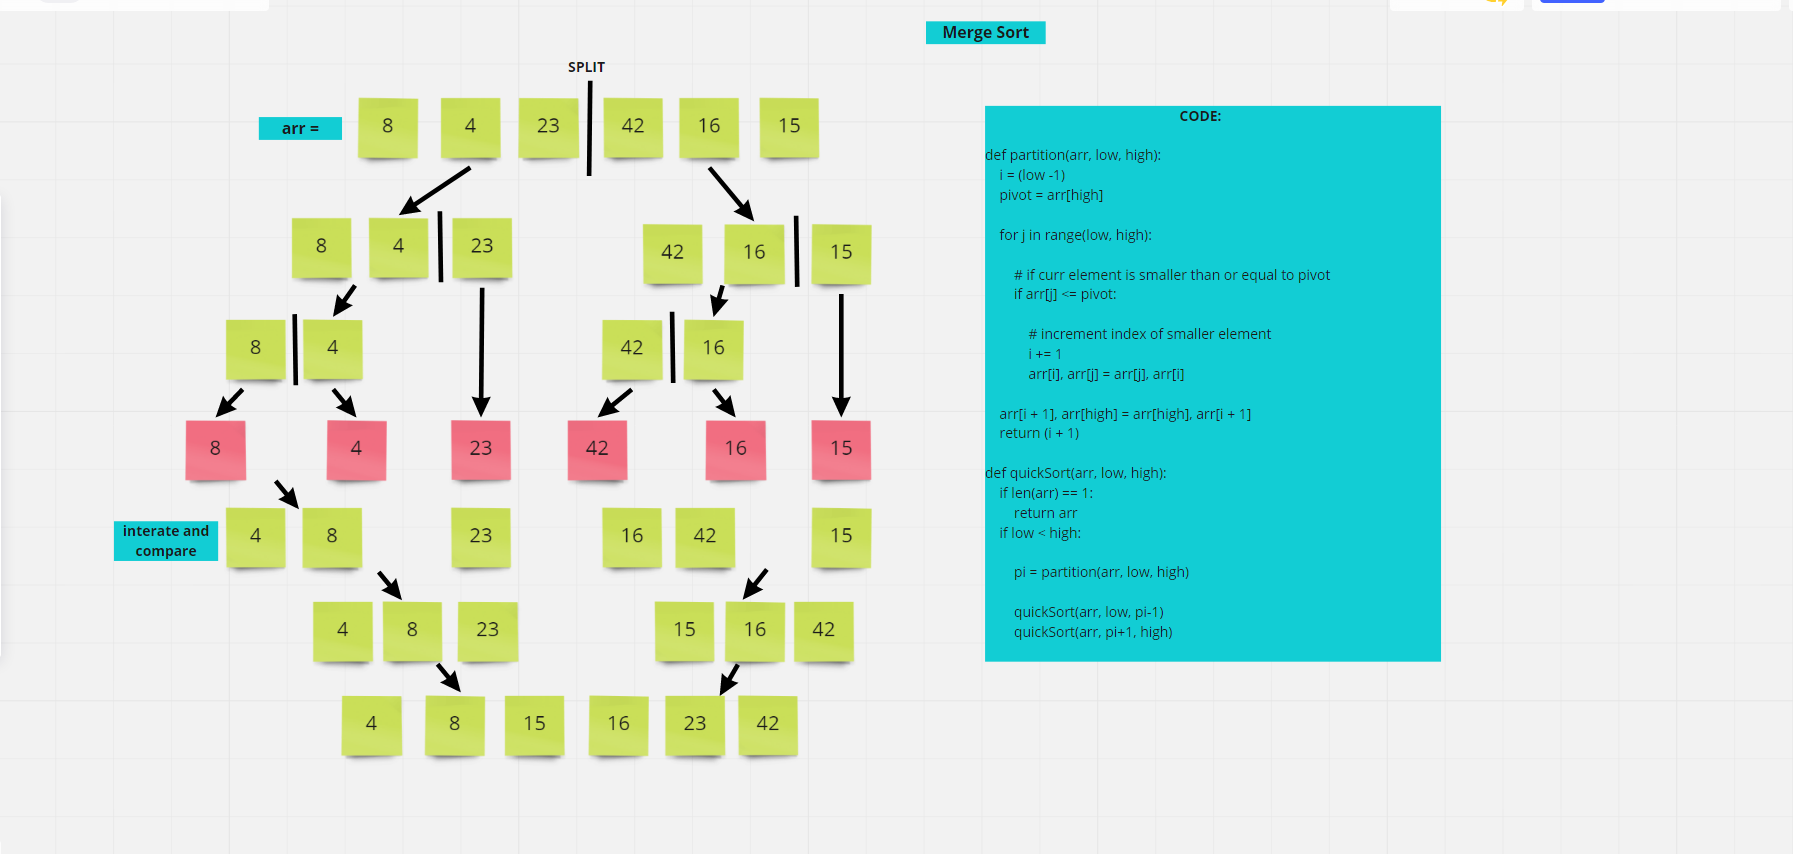 Merge Sort
SPLIT
arr =
8 4 23 42 16 15
8 4 23 42 16 15
8 4 42 16
8 4 23 42 16 15
interate and
compare
4 8 23 16 42 15
4 8 23 15 16 42
4 8 15 16 23 42
CODE:
def partition(arr, low, high):
i = (low -1)
pivot = arr[high]
for j in range(low, high):
# if curr element is smaller than or equal to pivot
if arr[j] <= pivot:
# increment index of smaller element
i += 1
arr[i], arr[j] = arr[j], arr[i]
arr[i + 1], arr[high] = arr[high], arr[i + 1]
return (i + 1)
def quickSort(arr, low, high):
if len(arr) == 1:
return arr
if low < high:
pi = partition(arr, low, high)
quickSort(arr, low, pi-1)
quickSort(arr, pi+1, high)